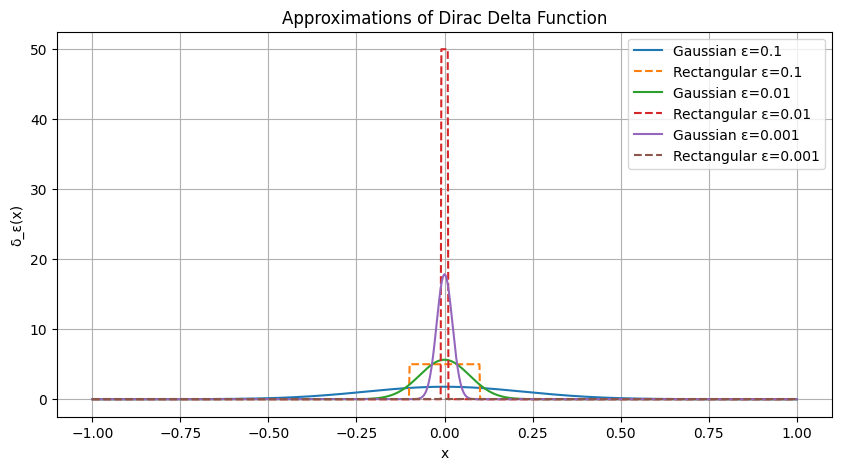 Approximations of Dirac Delta Function
Gaussian ε=0.1
Rectangular ε=0.1
Gaussian ε=0.01
Rectangular ε=0.01
Gaussian ε=0.001
Rectangular ε=0.001
50
40
30
20
10
0
δ_ε(x)
−1.00 −0.75 −0.50 −0.25 0.00 0.25 0.50 0.75 1.00
x